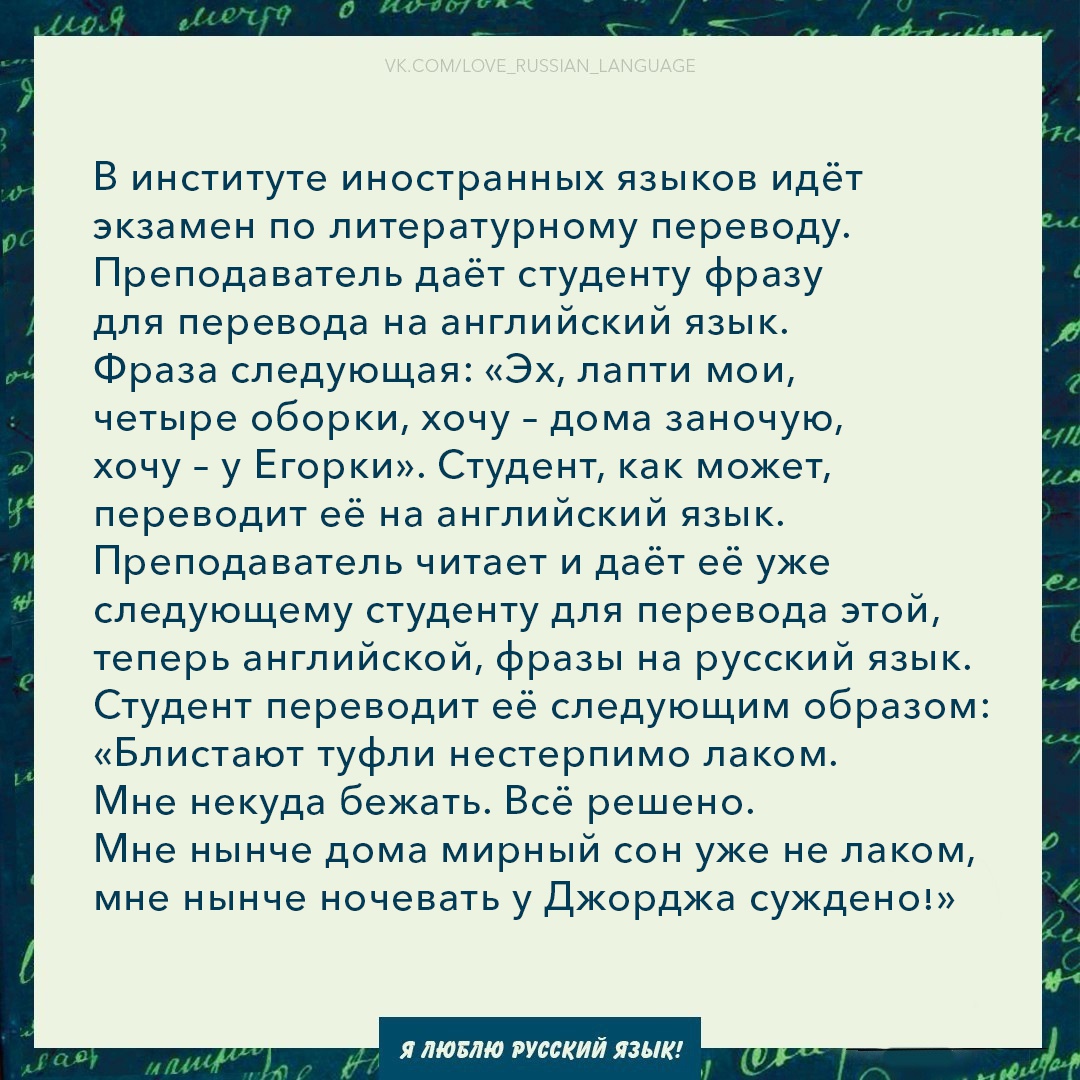 моя мечта о
VK.COM/LOVE_RUSSIAN_LANGUAGE
В институте иностранных языков идёт
экзамен по литературному переводу.
Преподаватель даёт студенту фразу
для перевода на английский язык.
Фраза следующая: «Эх, лапти мои,
четыре оборки, хочу – дома заночую,
хочу – у Егорки». Студент, как может,
переводит её на английский язык.
Преподаватель читает и даёт её уже
следующему студенту для перевода этой,
теперь английской, фразы на русский язык.
Студент переводит её следующим образом:
«Блистают туфли нестерпимо лаком.
Мне некуда бежать. Всё решено.
Мне нынче дома мирный сон уже не лаком,
мне нынче ночевать у Джорджа суждено!»
Я ЛЮБЛЮ РУССКИЙ ЯЗЫК!